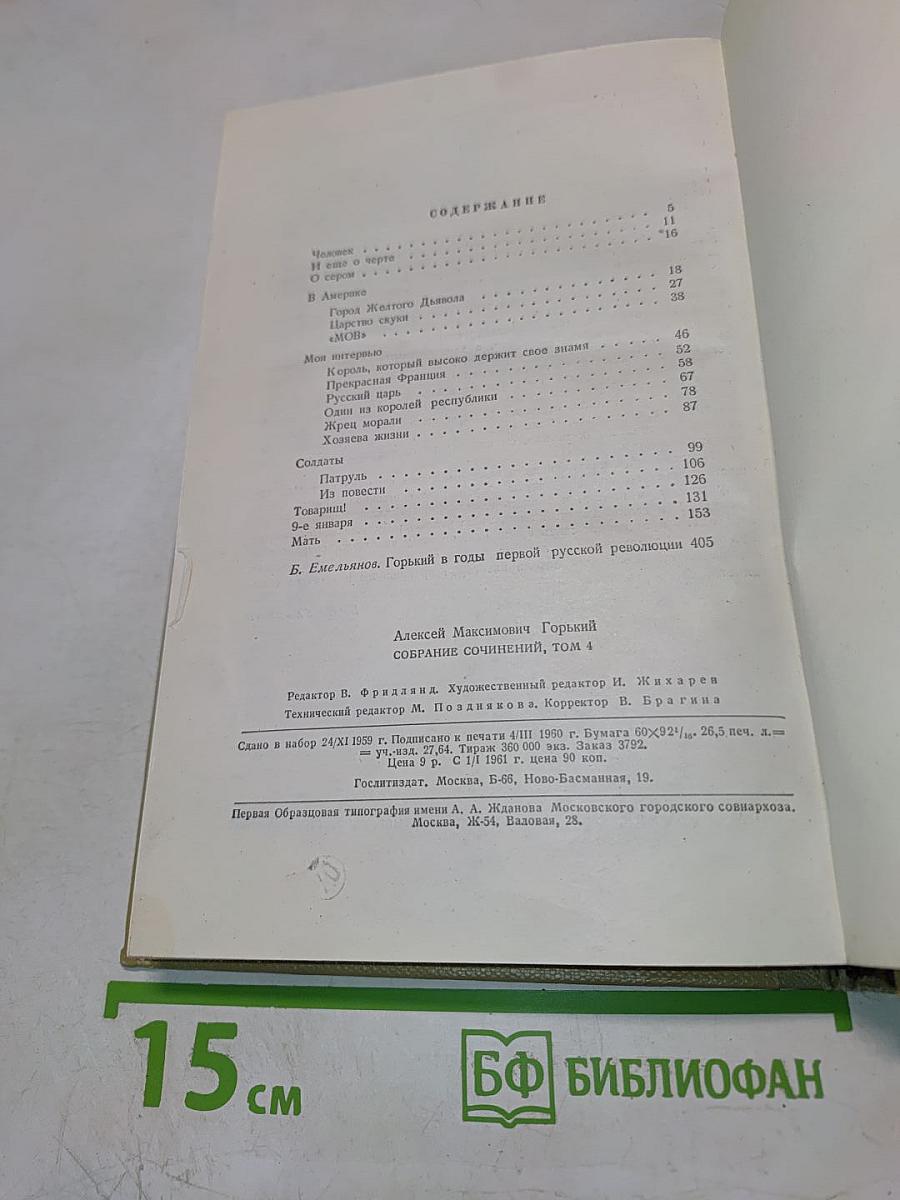 СОДЕРЖАНИЕ
Человек . . . . . . . . . . . . . . . . . . . . 5
И еще о черте . . . . . . . . . . . . . . . . . 11
О сером . . . . . . . . . . . . . . . . . . . . 16
В Америке
Город Желтого Дьявола . . . . . . . . . . . . . 18
Царство скуки . . . . . . . . . . . . . . . . . 27
«МОВ» . . . . . . . . . . . . . . . . . . . . . 38
Мои интервью
Король, который высоко держит свое знамя . . . . . 46
Прекрасная Франция . . . . . . . . . . . . . . 52
Русский царь . . . . . . . . . . . . . . . . . 58
Один из королей республики . . . . . . . . . . 67
Жрец морали . . . . . . . . . . . . . . . . . . 78
Хозяева жизни . . . . . . . . . . . . . . . . . 87
Солдаты
Патруль . . . . . . . . . . . . . . . . . . . . 99
Из повести . . . . . . . . . . . . . . . . . . 106
Товарищ! . . . . . . . . . . . . . . . . . . . 126
9-е января . . . . . . . . . . . . . . . . . . 131
Мать . . . . . . . . . . . . . . . . . . . . . 153
Б. Емельянов. Горький в годы первой русской революции 405
Алексей Максимович Горький
СОБРАНИЕ СОЧИНЕНИЙ, ТОМ 4
Редактор В. Фридлянд. Художественный редактор И. Жихарев
Технический редактор М. Позднякова. Корректор В. Брагина
Сдано в набор 24/XI 1959 г. Подписано к печати 4/III 1960 г. Бумага 60×92¹/₁₆. 26,5 печ. л.=
= уч.-изд. 27,64. Тираж 360 000 экз. Заказ 3792.
Цена 9 р. С 1/I 1961 г. цена 90 коп.
Гослитиздат. Москва, Б-66, Ново-Басманная, 19.
Первая Образцовая типография имени А. А. Жданова Московского городского совнархоза.
Москва, Ж-54, Валовая, 28.
15 см
БФ БИБЛИОФАН